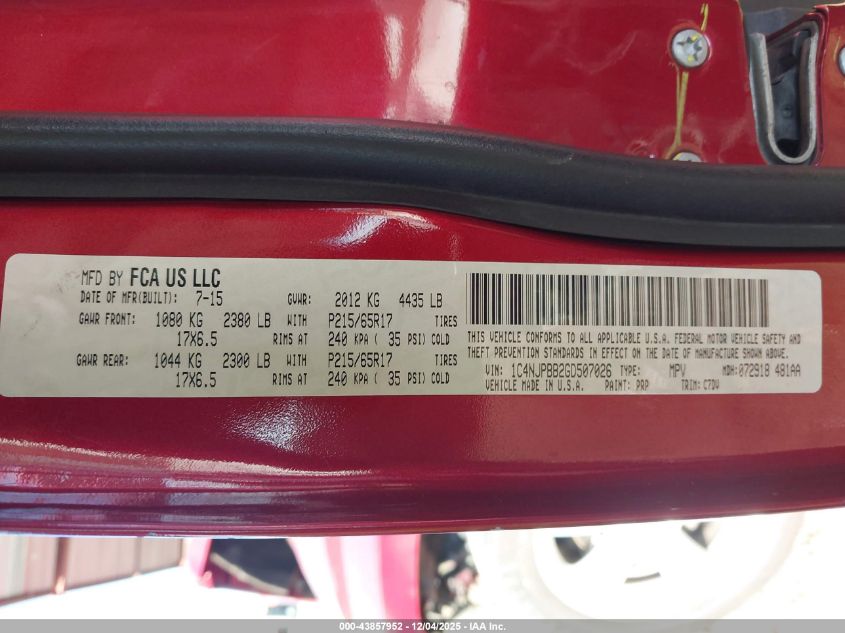 MFD BY FCA US LLC
DATE OF MFR(BUILT): 7-15 GVWR: 2012 KG 4435 LB
GAWR FRONT: 1080 KG 2380 LB WITH P215/65R17 TIRES
17X6.5 RIMS AT 240 KPA ( 35 PSI) COLD
GAWR REAR: 1044 KG 2300 LB WITH P215/65R17 TIRES
17X6.5 RIMS AT 240 KPA ( 35 PSI) COLD
THIS VEHICLE CONFORMS TO ALL APPLICABLE U.S.A. FEDERAL MOTOR VEHICLE SAFETY AND
THEFT PREVENTION STANDARDS IN EFFECT ON THE DATE OF MANUFACTURE SHOWN ABOVE.
VIN: 1C4NJPBB2GD507026 TYPE: MPV MDH: 072918 481AA
VEHICLE MADE IN U.S.A. PAINT: PRP TRIM: C7DV
000-43857952 - 12/04/2025 - IAA Inc.